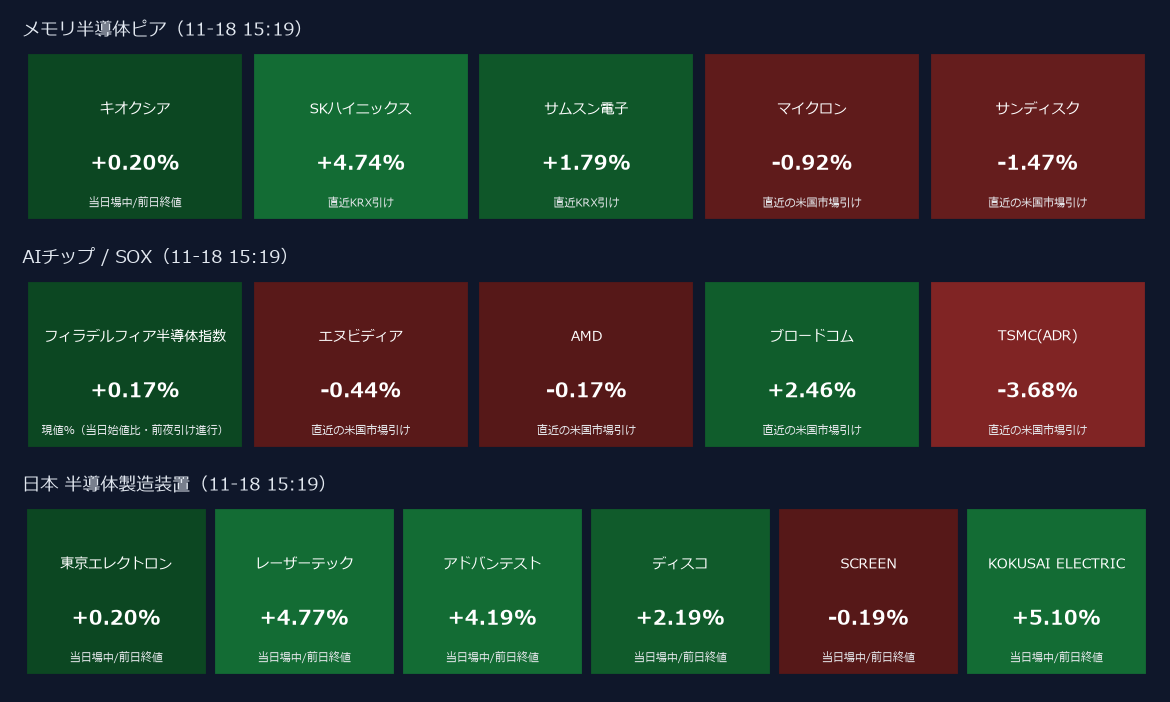 メモリ半導体ピア（11-18 15:19）
キオクシア
+0.20%
当日場中/前日終値
SKハイニックス
+4.74%
直近KRX引け
サムスン電子
+1.79%
直近KRX引け
マイクロン
-0.92%
直近の米国市場引け
サンディスク
-1.47%
直近の米国市場引け
AIチップ / SOX（11-18 15:19）
フィラデルフィア半導体指数
+0.17%
現値%（当日始値比・前夜引け進行）
エヌビディア
-0.44%
直近の米国市場引け
AMD
-0.17%
直近の米国市場引け
ブロードコム
+2.46%
直近の米国市場引け
TSMC(ADR)
-3.68%
直近の米国市場引け
日本 半導体製造装置（11-18 15:19）
東京エレクトロン
+0.20%
当日場中/前日終値
レーザーテック
+4.77%
当日場中/前日終値
アドバンテスト
+4.19%
当日場中/前日終値
ディスコ
+2.19%
当日場中/前日終値
SCREEN
-0.19%
当日場中/前日終値
KOKUSAI ELECTRIC
+5.10%
当日場中/前日終値